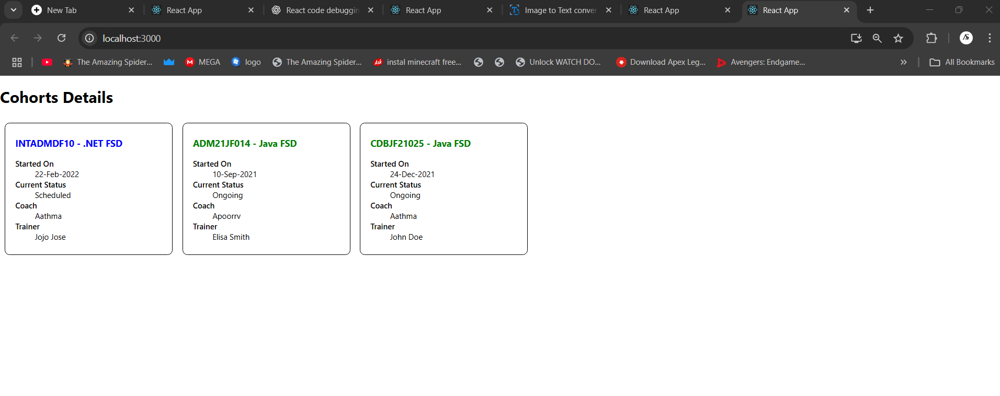 New Tab
React App
React code debuggin
React App
Image to Text conver
React App
React App
localhost:3000
The Amazing Spider...
MEGA
logo
The Amazing Spider...
Ask
instal minecraft free...
Unlock WATCH DO...
Download Apex Leg...
Avengers: Endgame...
All Bookmarks
Cohorts Details
INTADMDF10 - .NET FSD
Started On
22-Feb-2022
Current Status
Scheduled
Coach
Aathma
Trainer
Jojo Jose
ADM21JF014 - Java FSD
Started On
10-Sep-2021
Current Status
Ongoing
Coach
Apoorrv
Trainer
Elisa Smith
CDBJF21025 - Java FSD
Started On
24-Dec-2021
Current Status
Ongoing
Coach
Aathma
Trainer
John Doe